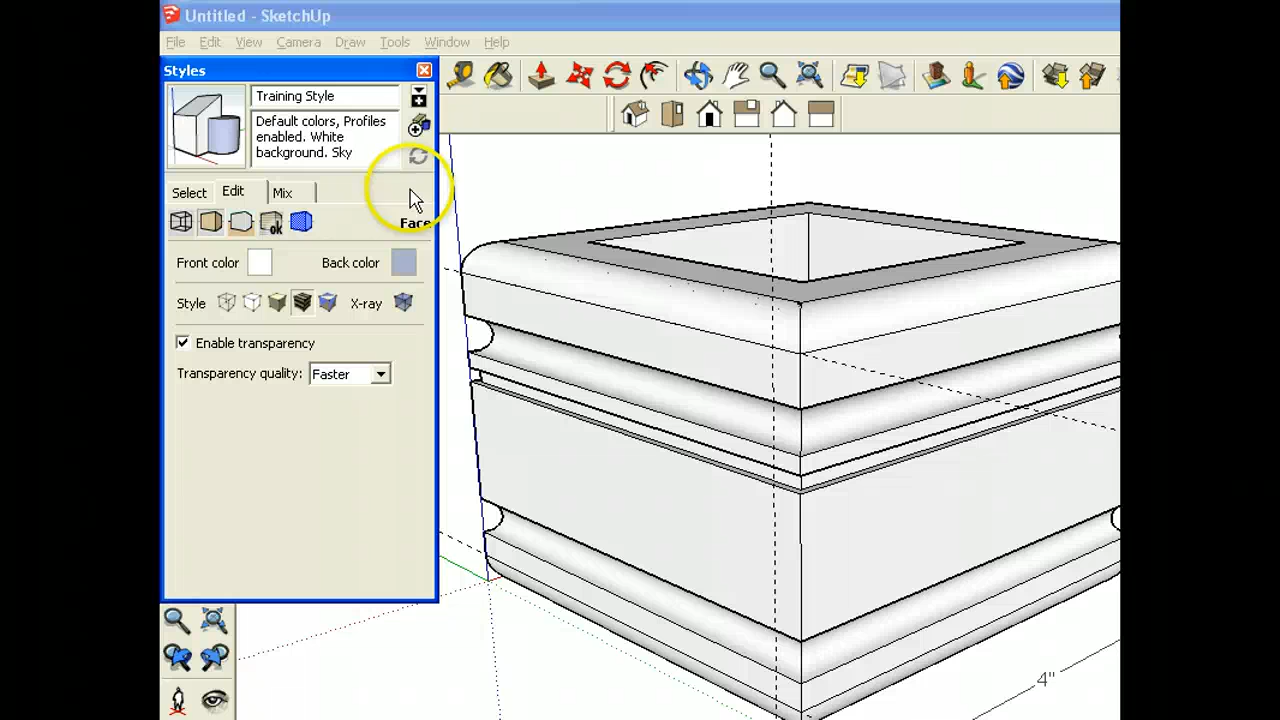 Untitled - SketchUp
File Edit View Camera Draw Tools Window Help
Styles
Training Style
Default colors, Profiles
enabled. White
background. Sky
Select Edit Mix
ok
Face
Front color Back color
Style X-ray
Enable transparency
Transparency quality: Faster
4"